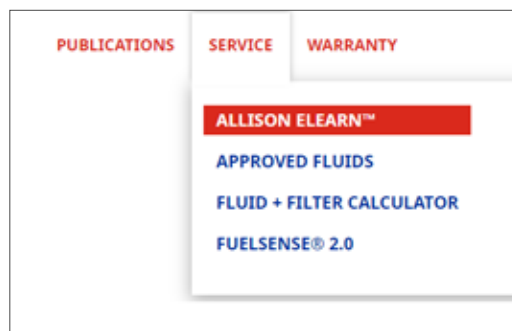 PUBLICATIONS SERVICE WARRANTY
ALLISON ELEARN™
APPROVED FLUIDS
FLUID + FILTER CALCULATOR
FUELSENSE® 2.0